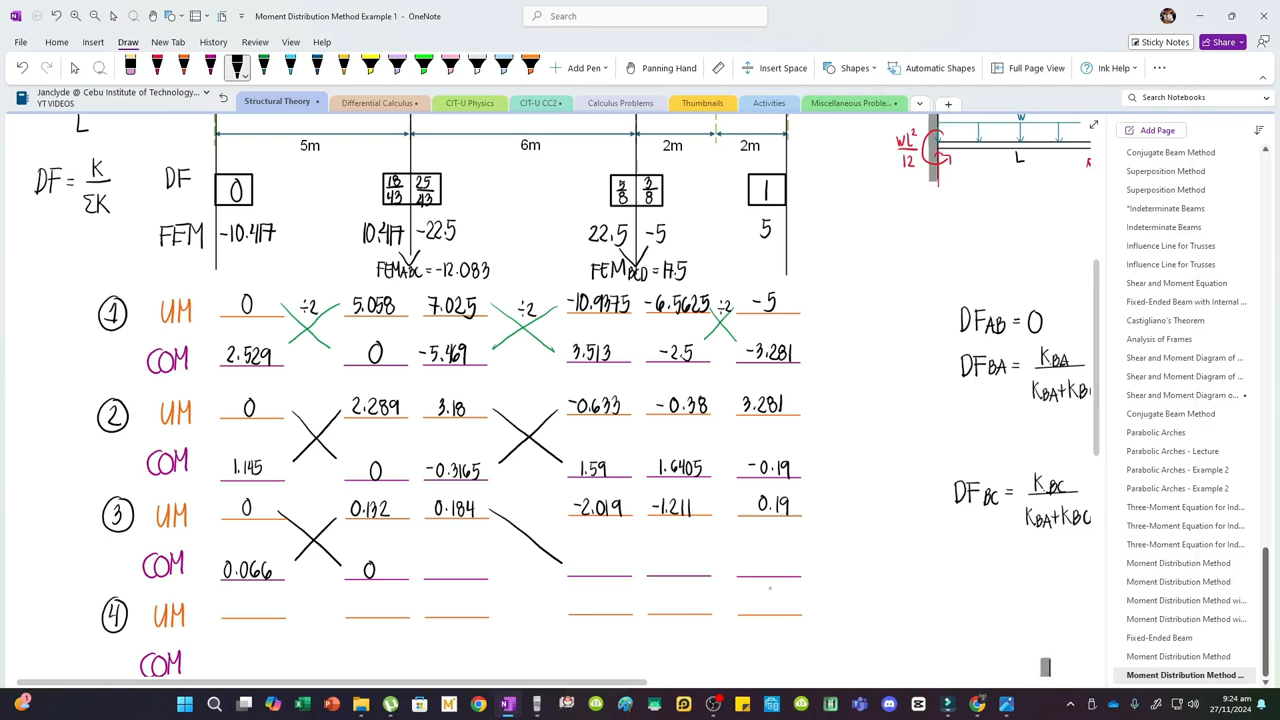 Moment Distribution Method Example 1 - OneNote
Search
File Home Insert Draw New Tab History Review View Help
Sticky Notes Share
Add Pen Panning Hand Insert Space Shapes Automatic Shapes Full Page View Ink Help
Janclyde @ Cebu Institute of Technology...
YT VIDEOS
Structural Theory Differential Calculus CIT-U Physics CIT-U CC2 Calculus Problems Thumbnails Activities Miscellaneous Proble...
Search Notebooks
Add Page
Conjugate Beam Method
Superposition Method
Superposition Method
*Indeterminate Beams
Indeterminate Beams
Influence Line for Trusses
Influence Line for Trusses
Shear and Moment Equation
Fixed-Ended Beam with Internal ...
Castigliano's Theorem
Analysis of Frames
Shear and Moment Diagram of ...
Shear and Moment Diagram of ...
Shear and Moment Diagram o...
Conjugate Beam Method
Parabolic Arches
Parabolic Arches - Lecture
Parabolic Arches - Example 2
Parabolic Arches - Example 2
Three-Moment Equation for Ind...
Three-Moment Equation for Ind...
Three-Moment Equation for Ind...
Moment Distribution Method
Moment Distribution Method
Moment Distribution Method wi...
Moment Distribution Method wi...
Fixed-Ended Beam
Moment Distribution Method
Moment Distribution Method ...
L
5m 6m 2m 2m
DF = K/ΣK
DF 0 18/43 25/43 5/8 3/8 1
FEM -10.417 10.417 -22.5 22.5 -5 5
FEM_ABC = -12.083 FEM_BCD = 17.5
① UM 0 ÷2 5.058 7.025 ÷2 -10.9375 -6.5625 ÷2 -5
COM 2.529 0 -5.469 3.513 -2.5 -3.281
② UM 0 2.289 3.18 -0.633 -0.38 3.281
COM 1.145 0 -0.3165 1.59 1.6405 -0.19
③ UM 0 0.132 0.184 -2.019 -1.211 0.19
COM 0.066 0
④ UM
COM
WL²/12
W
L
DF_AB = 0
DF_BA = K_BA/K_BA+K_B
DF_BC = K_BC/K_BA+K_BC
9:24 am
27/11/2024